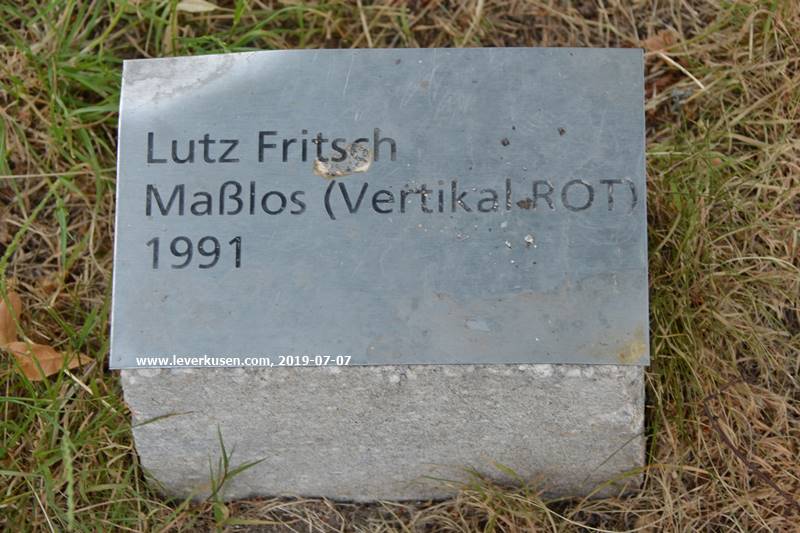 Lutz Fritsch
Maßlos (Vertikal ROT)
1991
www.leverkusen.com, 2019-07-07